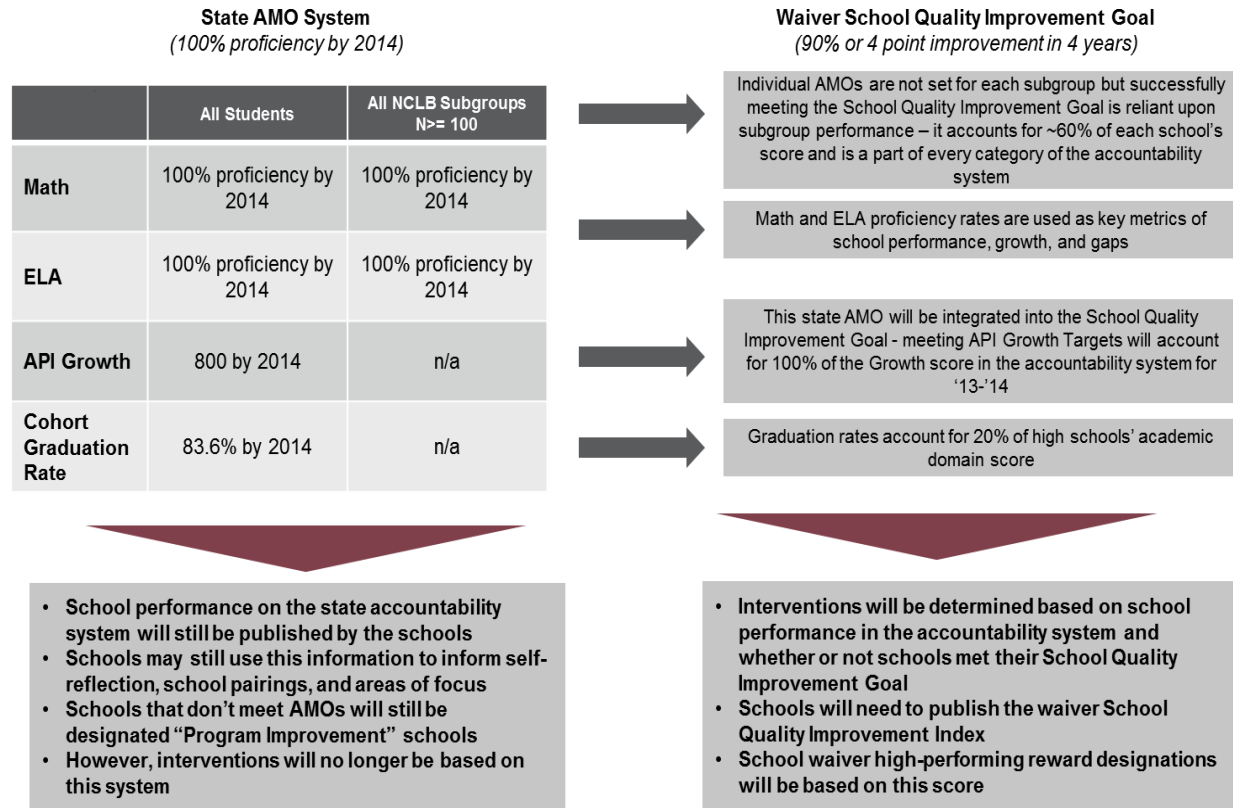 State AMO System
(100% proficiency by 2014)
Waiver School Quality Improvement Goal
(90% or 4 point improvement in 4 years)
All Students
All NCLB Subgroups
N>= 100
Math
100% proficiency by
2014
100% proficiency by
2014
ELA
100% proficiency by
2014
100% proficiency by
2014
API Growth
800 by 2014
n/a
Cohort
Graduation
Rate
83.6% by 2014
n/a
Individual AMOs are not set for each subgroup but successfully
meeting the School Quality Improvement Goal is reliant upon
subgroup performance – it accounts for ~60% of each school's
score and is a part of every category of the accountability
system
Math and ELA proficiency rates are used as key metrics of
school performance, growth, and gaps
This state AMO will be integrated into the School Quality
Improvement Goal - meeting API Growth Targets will account
for 100% of the Growth score in the accountability system for
'13-'14
Graduation rates account for 20% of high schools' academic
domain score
• School performance on the state accountability
system will still be published by the schools
• Schools may still use this information to inform self-
reflection, school pairings, and areas of focus
• Schools that don't meet AMOs will still be
designated "Program Improvement" schools
• However, interventions will no longer be based on
this system
• Interventions will be determined based on school
performance in the accountability system and
whether or not schools met their School Quality
Improvement Goal
• Schools will need to publish the waiver School
Quality Improvement Index
• School waiver high-performing reward designations
will be based on this score